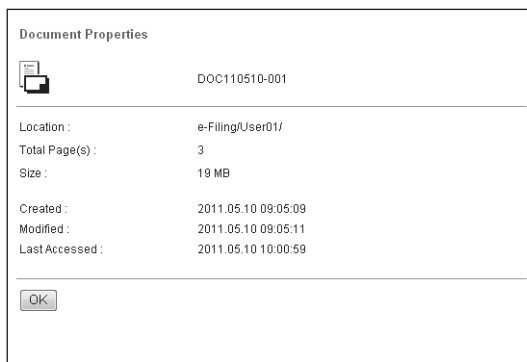 Document Properties
DOC110510-001
Location : e-Filing/User01/
Total Page(s) : 3
Size : 19 MB
Created : 2011.05.10 09:05:09
Modified : 2011.05.10 09:05:11
Last Accessed : 2011.05.10 10:00:59
OK